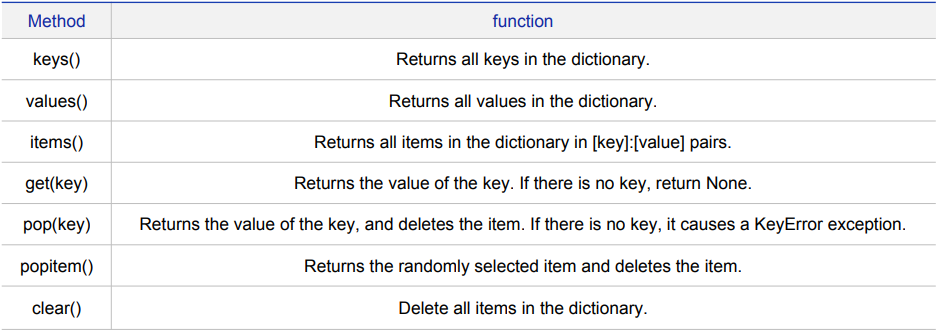 Method function
keys() Returns all keys in the dictionary.
values() Returns all values in the dictionary.
items() Returns all items in the dictionary in [key]:[value] pairs.
get(key) Returns the value of the key. If there is no key, return None.
pop(key) Returns the value of the key, and deletes the item. If there is no key, it causes a KeyError exception.
popitem() Returns the randomly selected item and deletes the item.
clear() Delete all items in the dictionary.